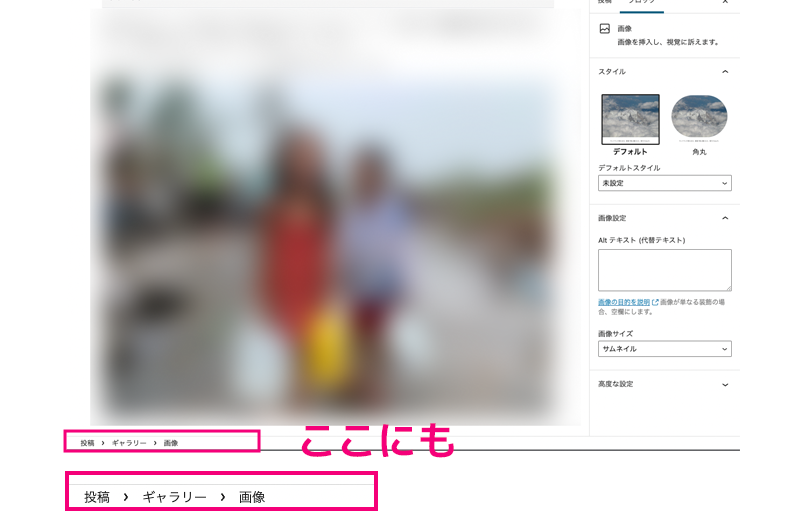 投稿 ブロック ×
画像
画像を挿入し、視覚に訴えます。
スタイル
デフォルト 角丸
デフォルトスタイル
未設定
画像設定
Alt テキスト (代替テキスト)
画像の目的を説明 画像が単なる装飾の場
合、空欄にします。
画像サイズ
サムネイル
高度な設定
投稿 › ギャラリー › 画像
ここにも
投稿 › ギャラリー › 画像